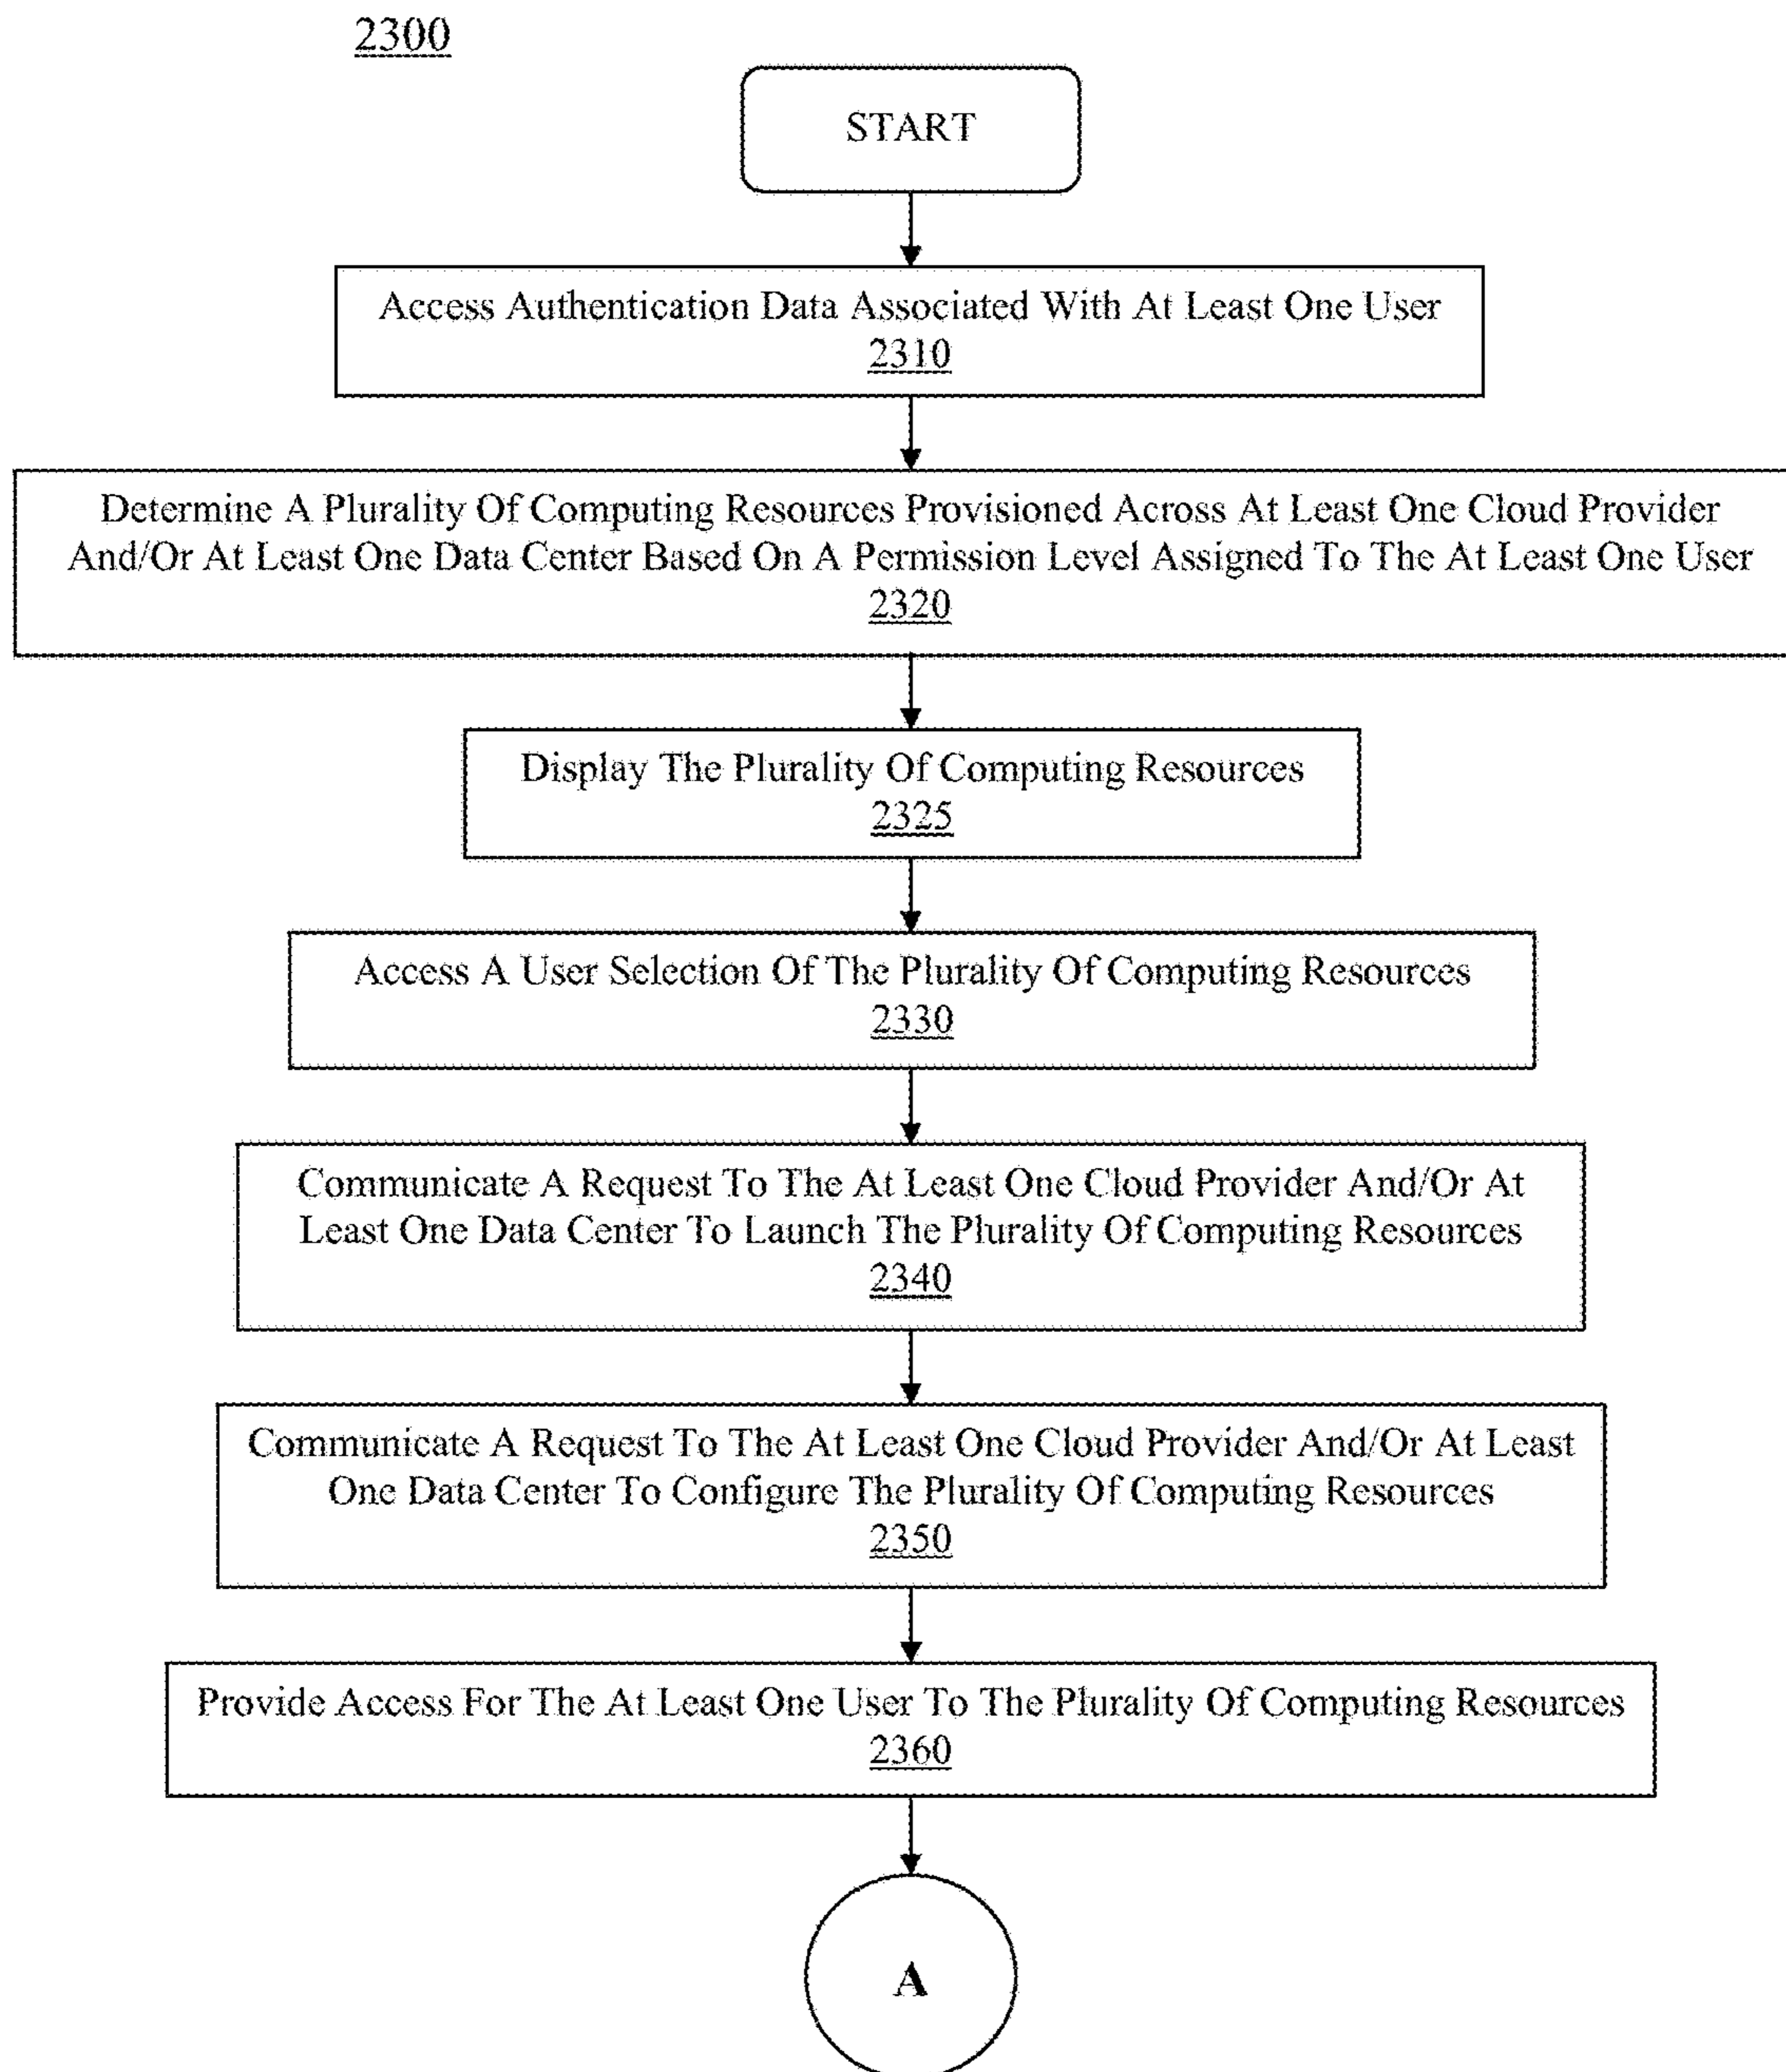 2300
START
Access Authentication Data Associated With At Least One User
2310
Determine A Plurality Of Computing Resources Provisioned Across At Least One Cloud Provider
And/Or At Least One Data Center Based On A Permission Level Assigned To The At Least One User
2320
Display The Plurality Of Computing Resources
2325
Access A User Selection Of The Plurality Of Computing Resources
2330
Communicate A Request To The At Least One Cloud Provider And/Or At
Least One Data Center To Launch The Plurality Of Computing Resources
2340
Communicate A Request To The At Least One Cloud Provider And/Or At Least
One Data Center To Configure The Plurality Of Computing Resources
2350
Provide Access For The At Least One User To The Plurality Of Computing Resources
2360
A